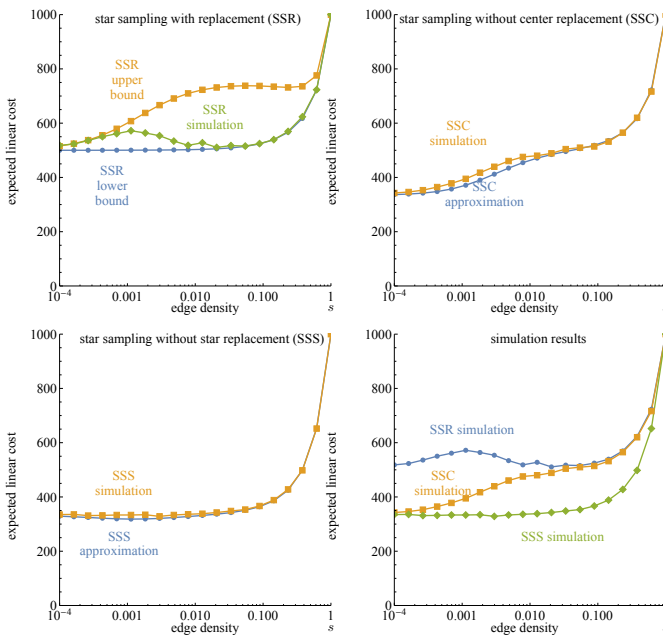 star sampling with replacement (SSR)
1000
800
600
400
200
0
expected linear cost
SSR
upper
bound
SSR
simulation
SSR
lower
bound
10⁻⁴
0.001
0.010
0.100
1
edge density
s
star sampling without center replacement (SSC)
1000
800
600
400
200
0
expected linear cost
SSC
simulation
SSC
approximation
10⁻⁴
0.001
0.010
0.100
edge density
star sampling without star replacement (SSS)
1000
800
600
400
200
0
expected linear cost
SSS
simulation
SSS
approximation
10⁻⁴
0.001
0.010
0.100
1
edge density
s
simulation results
1000
800
600
400
200
0
expected linear cost
SSR simulation
SSC
simulation
SSS simulation
10⁻⁴
0.001
0.010
0.100
edge density